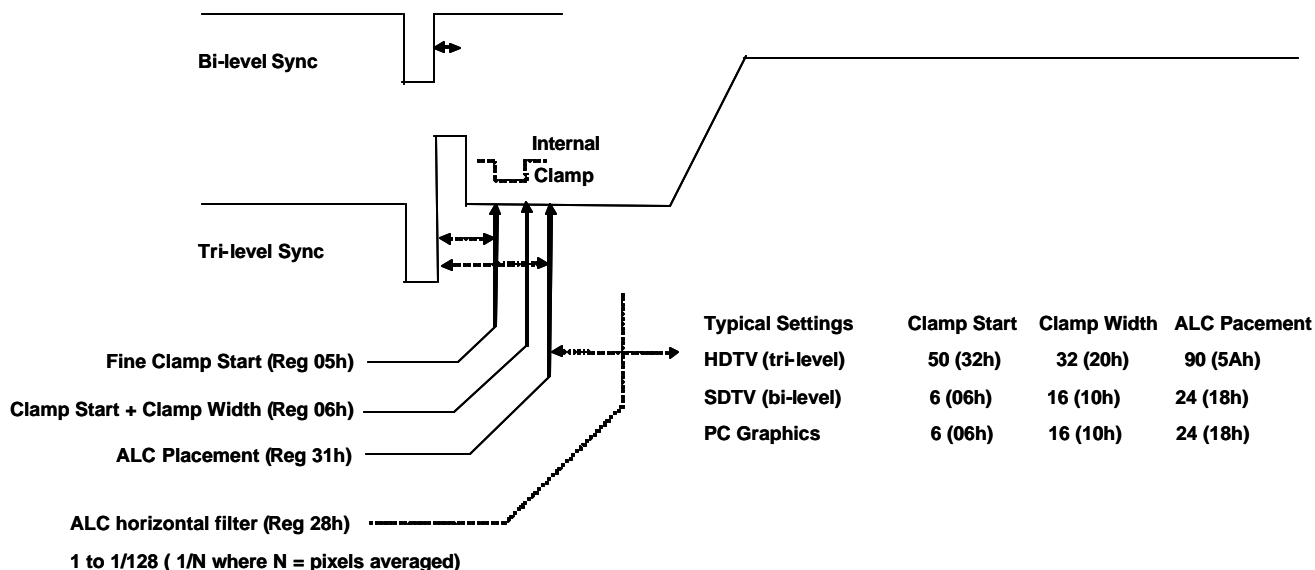 Bi-level Sync
Internal
Clamp
Tri-level Sync
Typical Settings Clamp Start Clamp Width ALC Pacement
HDTV (tri-level) 50 (32h) 32 (20h) 90 (5Ah)
SDTV (bi-level) 6 (06h) 16 (10h) 24 (18h)
PC Graphics 6 (06h) 16 (10h) 24 (18h)
Fine Clamp Start (Reg 05h)
Clamp Start + Clamp Width (Reg 06h)
ALC Placement (Reg 31h)
ALC horizontal filter (Reg 28h)
1 to 1/128 ( 1/N where N = pixels averaged)